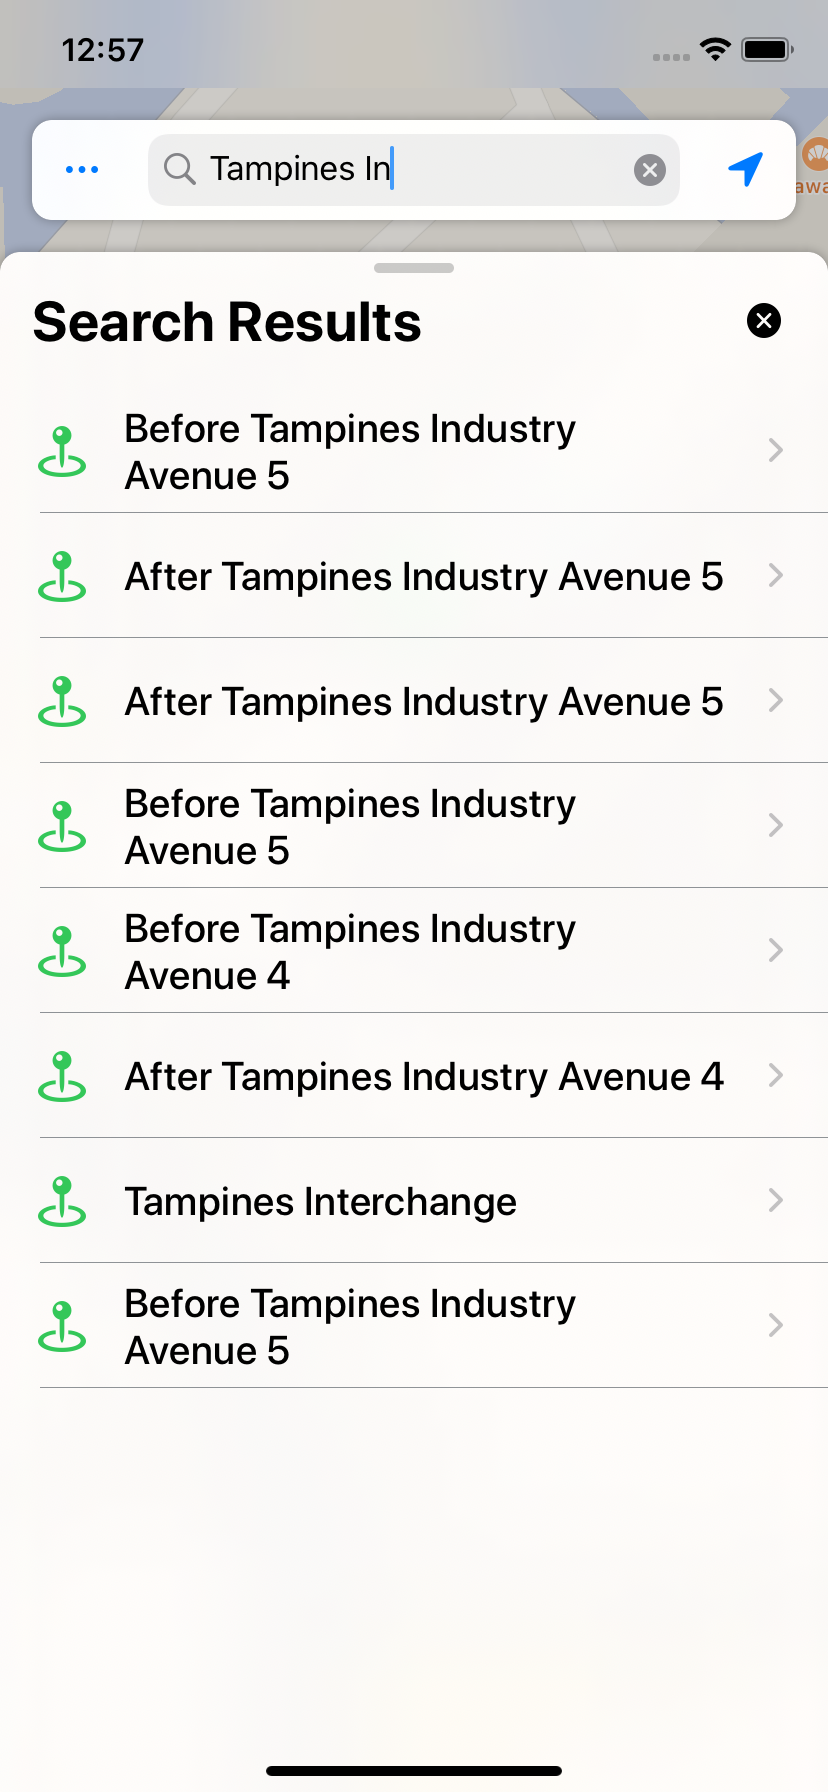 12:57
Tampines In
Search Results
Before Tampines Industry
Avenue 5
After Tampines Industry Avenue 5
After Tampines Industry Avenue 5
Before Tampines Industry
Avenue 5
Before Tampines Industry
Avenue 4
After Tampines Industry Avenue 4
Tampines Interchange
Before Tampines Industry
Avenue 5